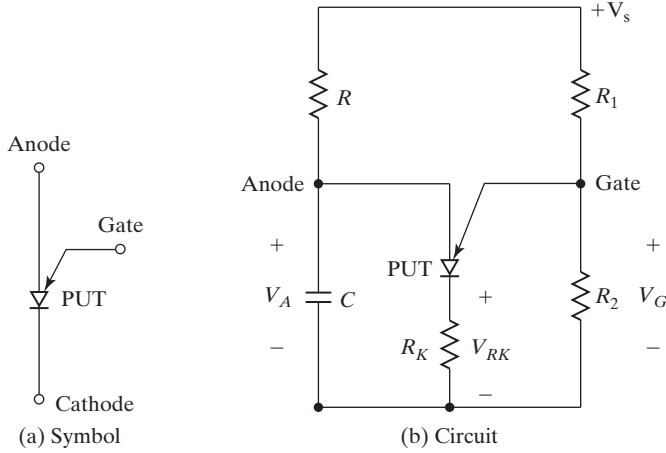 +V_s
R
R_1
Anode
Gate
PUT
Cathode
(a) Symbol
Anode
Gate
PUT
+
V_A
−
C
R_K
+
V_RK
−
R_2
+
V_G
−
(b) Circuit